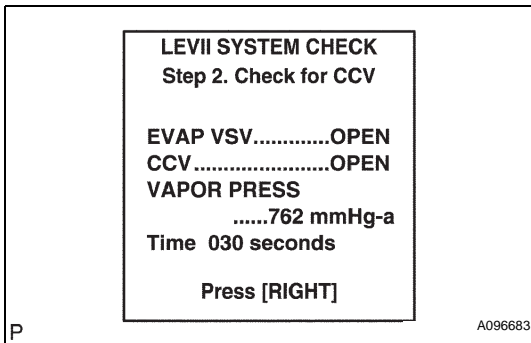 LEVII SYSTEM CHECK
Step 2. Check for CCV
EVAP VSV.............OPEN
CCV.......................OPEN
VAPOR PRESS
......762 mmHg-a
Time 030 seconds
Press [RIGHT]
P
A096683